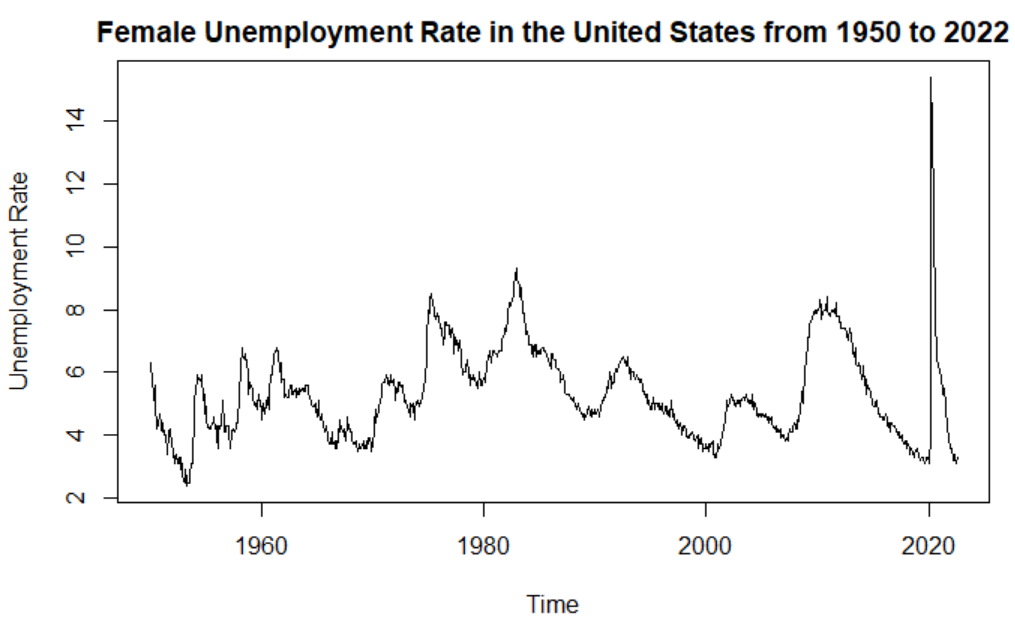 Female Unemployment Rate in the United States from 1950 to 2022
Unemployment Rate
14
12
10
8
6
4
2
1960 1980 2000 2020
Time